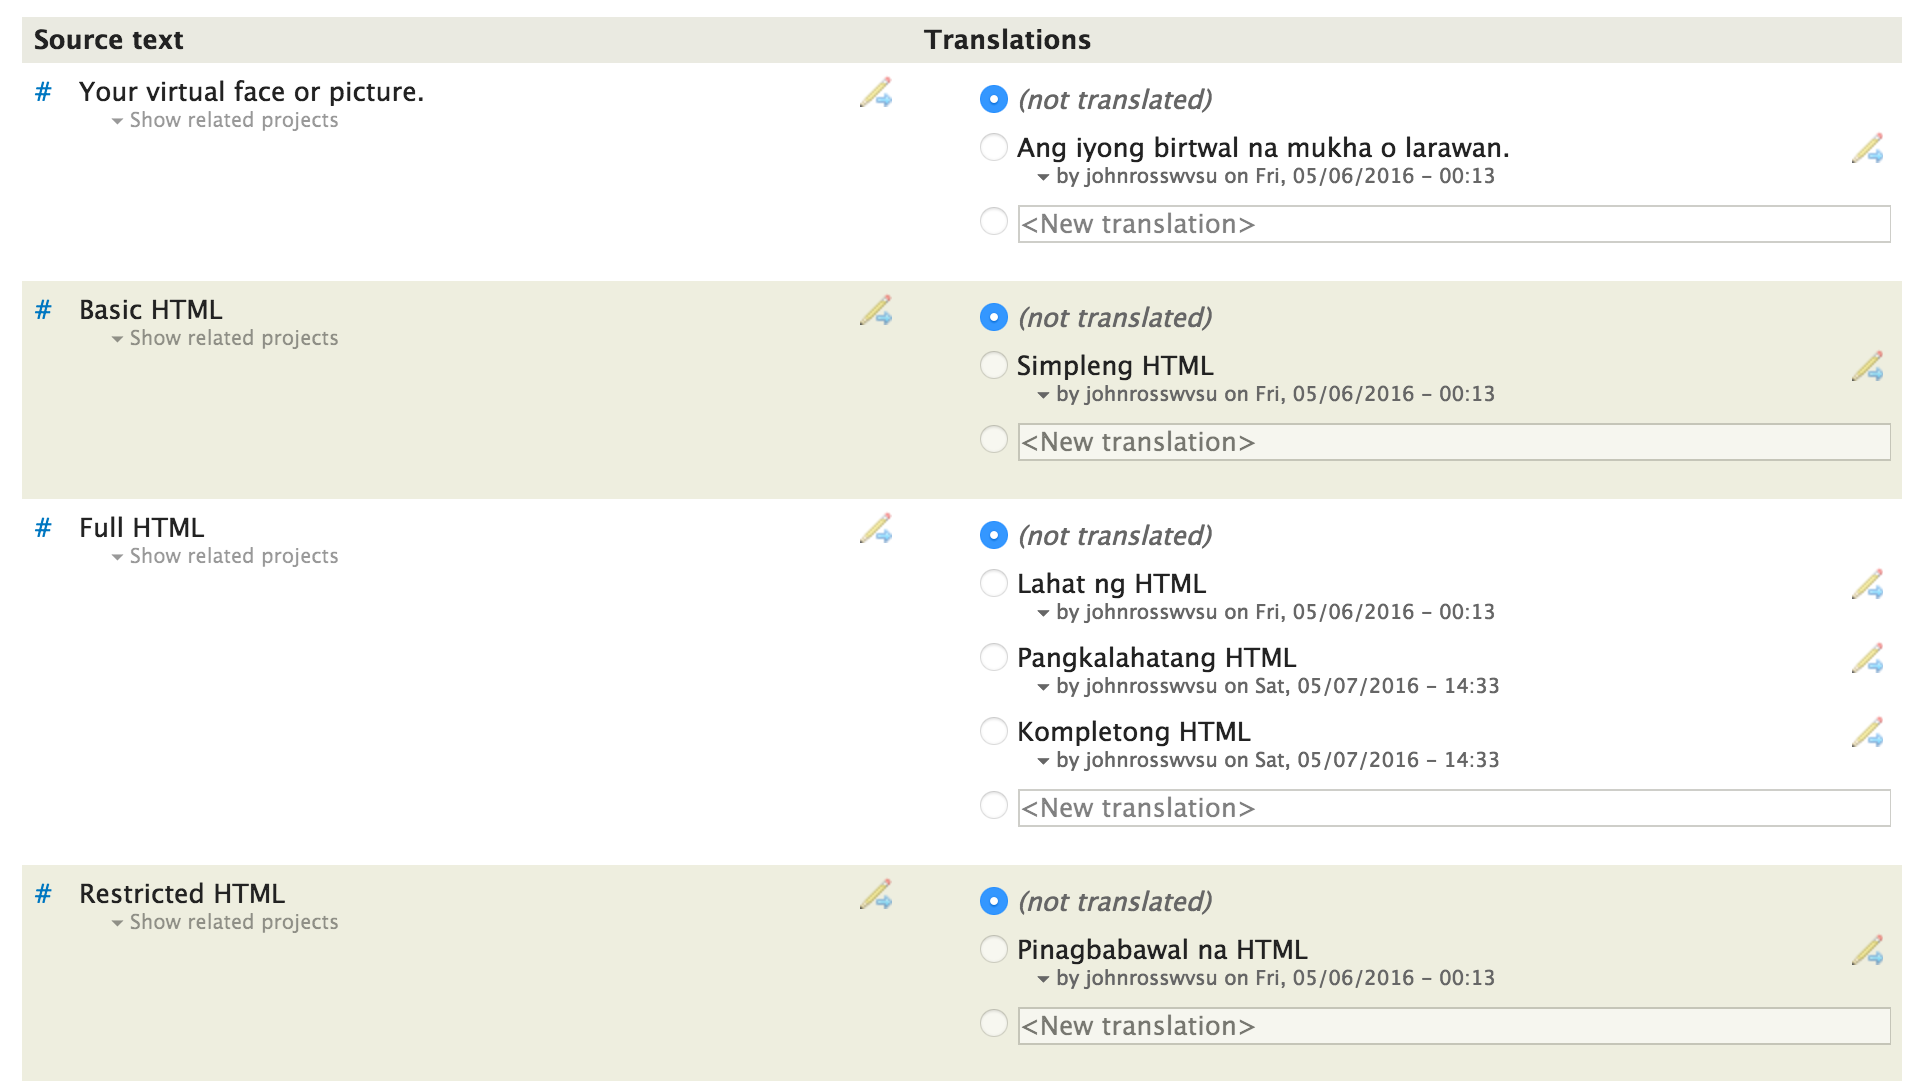 Source text
Translations
# Your virtual face or picture.
Show related projects
(not translated)
Ang iyong birtwal na mukha o larawan.
by johnrosswvsu on Fri, 05/06/2016 – 00:13
<New translation>
# Basic HTML
Show related projects
(not translated)
Simpleng HTML
by johnrosswvsu on Fri, 05/06/2016 – 00:13
<New translation>
# Full HTML
Show related projects
(not translated)
Lahat ng HTML
by johnrosswvsu on Fri, 05/06/2016 – 00:13
Pangkalahatang HTML
by johnrosswvsu on Sat, 05/07/2016 – 14:33
Kompletong HTML
by johnrosswvsu on Sat, 05/07/2016 – 14:33
<New translation>
# Restricted HTML
Show related projects
(not translated)
Pinagbabawal na HTML
by johnrosswvsu on Fri, 05/06/2016 – 00:13
<New translation>